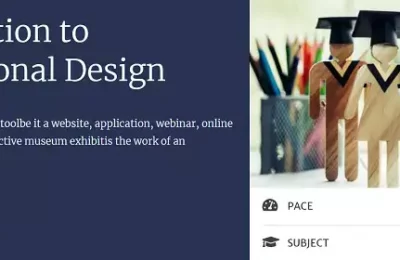 tion to
onal Design
toolbe it a website, application, webinar, online
ctive museum exhibitis the work of an
PACE
SUBJECT